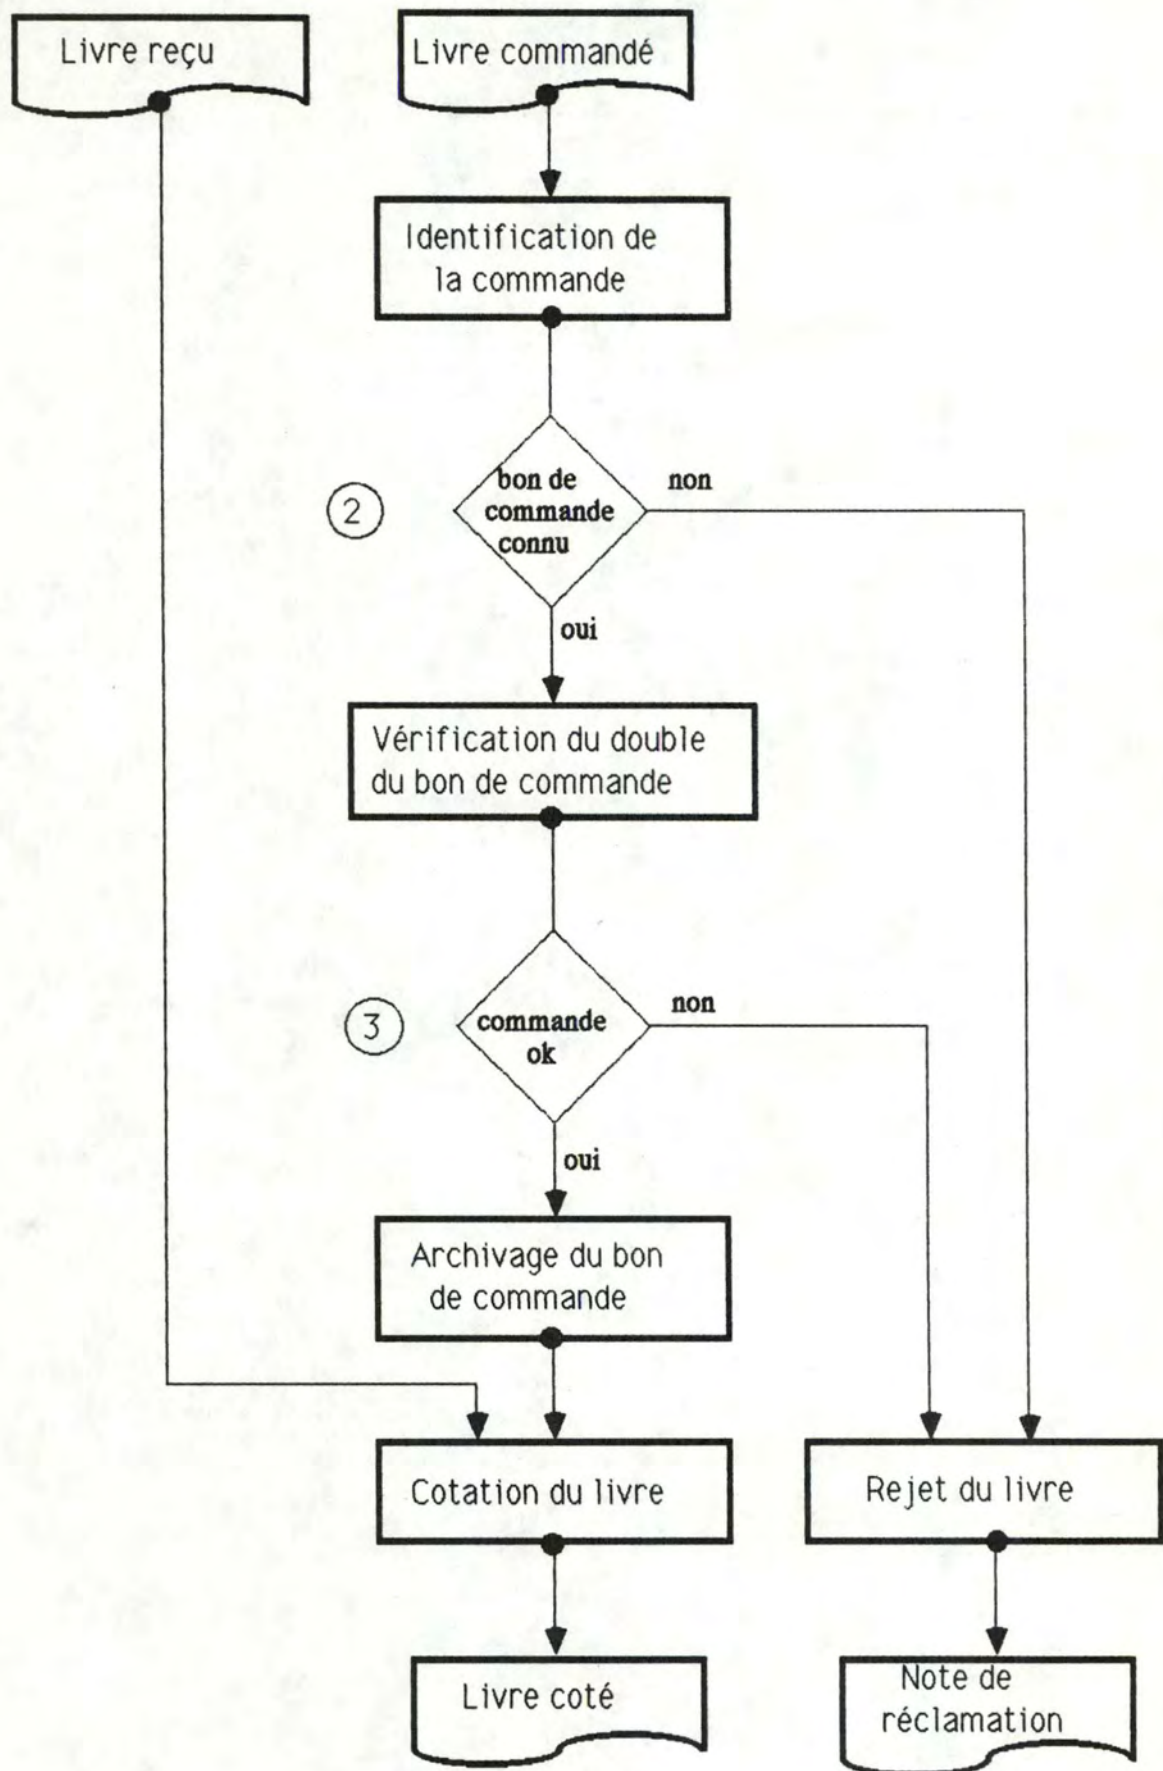 Livre reçu
Livre commandé
Identification de
la commande
2
bon de
commande
connu
non
oui
Vérification du double
du bon de commande
3
commande
ok
non
oui
Archivage du bon
de commande
Cotation du livre
Rejet du livre
Livre coté
Note de
réclamation